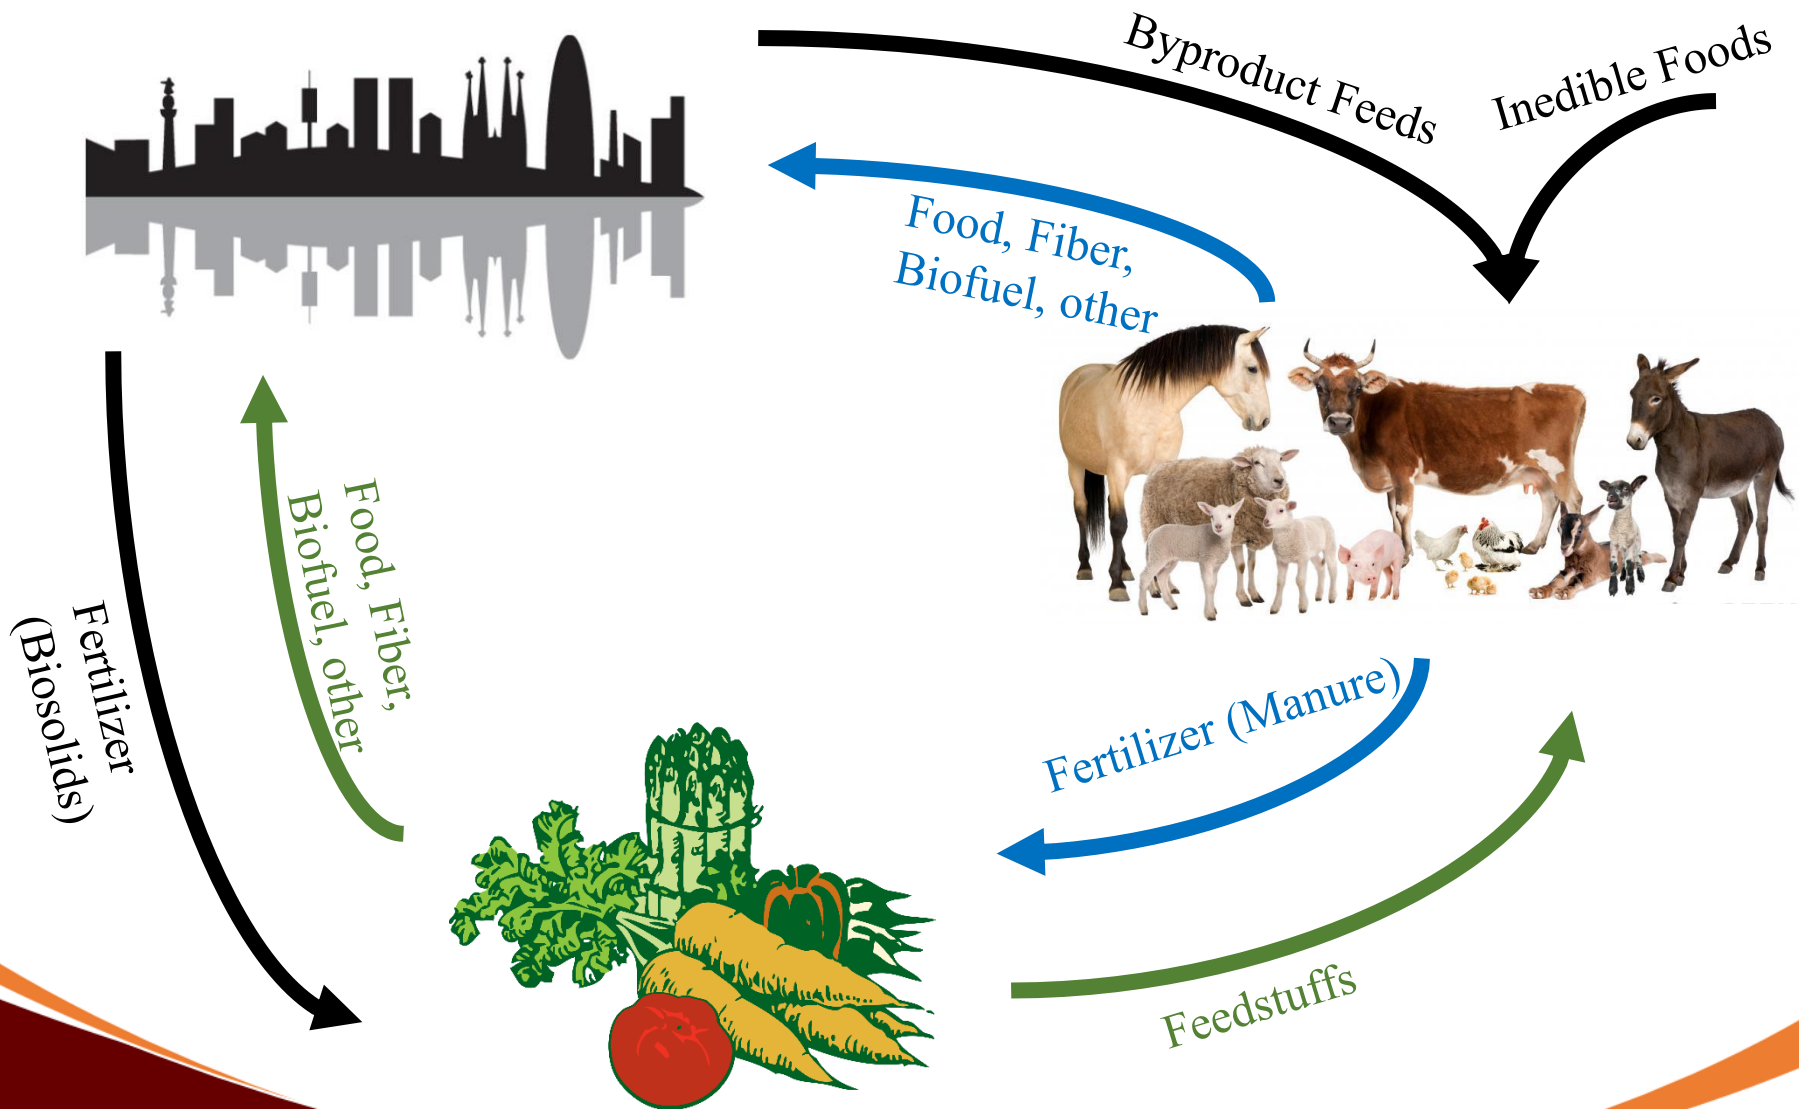 Byproduct Feeds
Inedible Foods
Food, Fiber,
Biofuel, other
Food, Fiber,
Biofuel, other
Fertilizer
(Biosolids)
Fertilizer (Manure)
Feedstuffs